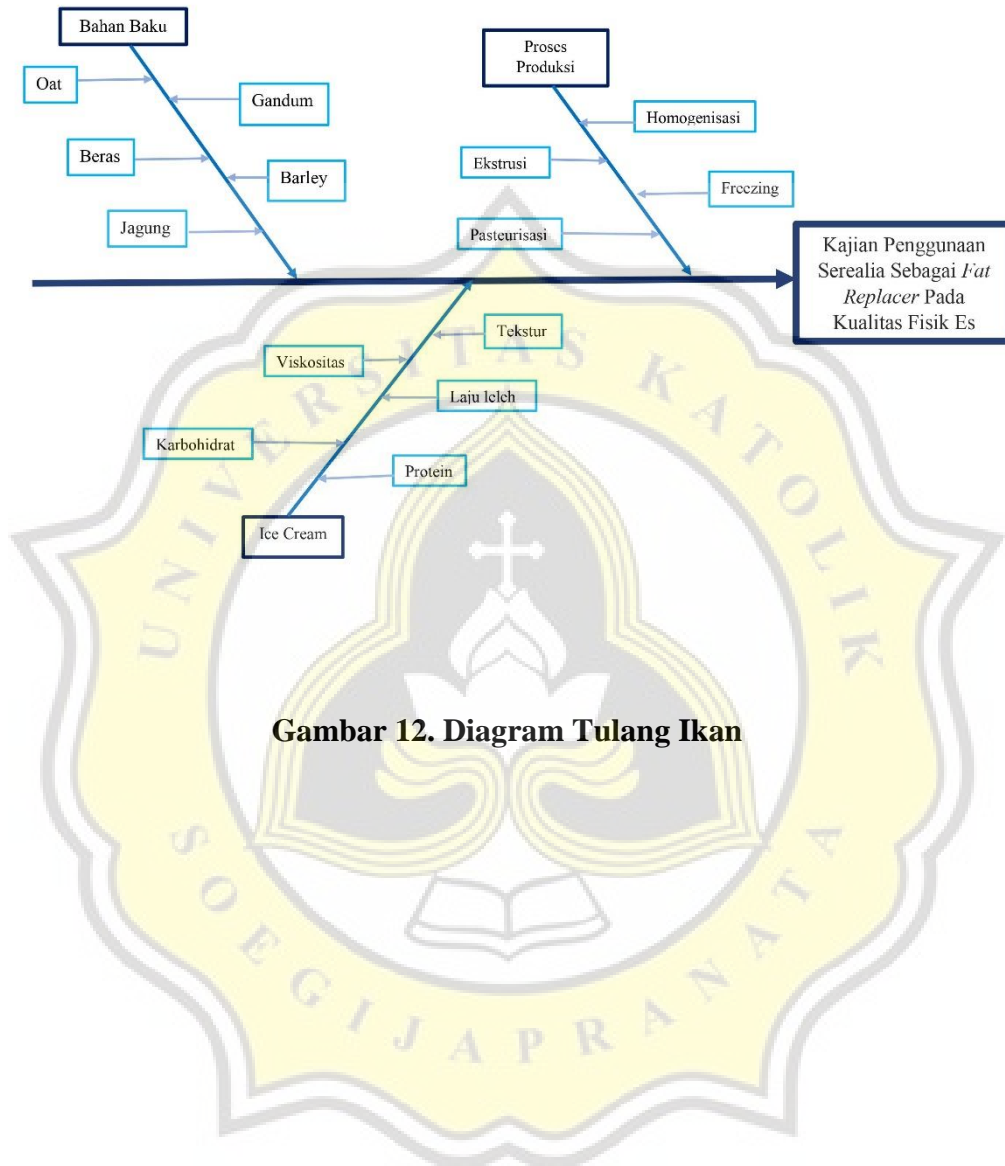 Bahan Baku
Oat
Gandum
Beras
Barley
Jagung
Proses
Produksi
Homogenisasi
Ekstrusi
Freezing
Pasteurisasi
Kajian Penggunaan
Serealia Sebagai Fat
Replacer Pada
Kualitas Fisik Es
Tekstur
Viskositas
Laju leleh
Karbohidrat
Protein
Ice Cream
Gambar 12. Diagram Tulang Ikan
UNIVERSITAS KATOLIK
SOEGIJAPRANATA